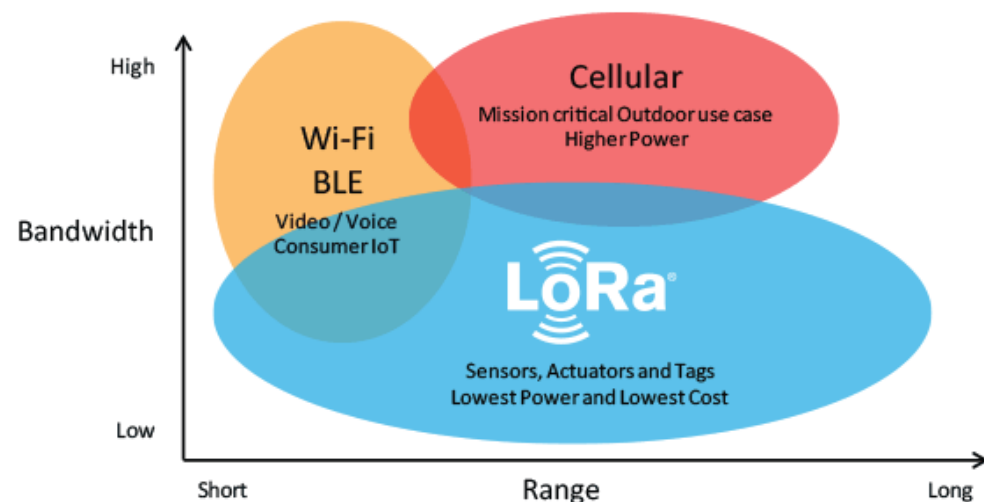 High
Cellular
Mission critical Outdoor use case
Higher Power
Wi-Fi
BLE
Video / Voice
Consumer IoT
Bandwidth
LoRa®
Sensors, Actuators and Tags
Lowest Power and Lowest Cost
Low
Short
Range
Long